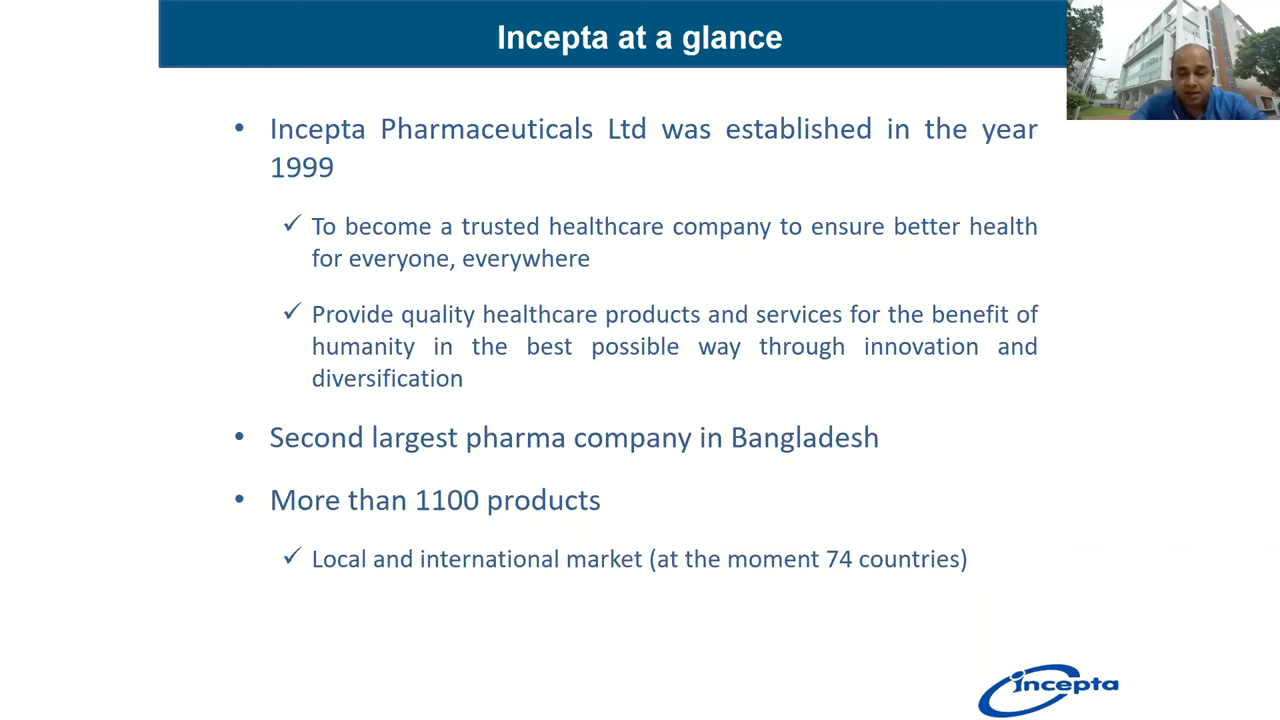 Incepta at a glance
• Incepta Pharmaceuticals Ltd was established in the year
1999
✓ To become a trusted healthcare company to ensure better health
for everyone, everywhere
✓ Provide quality healthcare products and services for the benefit of
humanity in the best possible way through innovation and
diversification
• Second largest pharma company in Bangladesh
• More than 1100 products
✓ Local and international market (at the moment 74 countries)
incepta